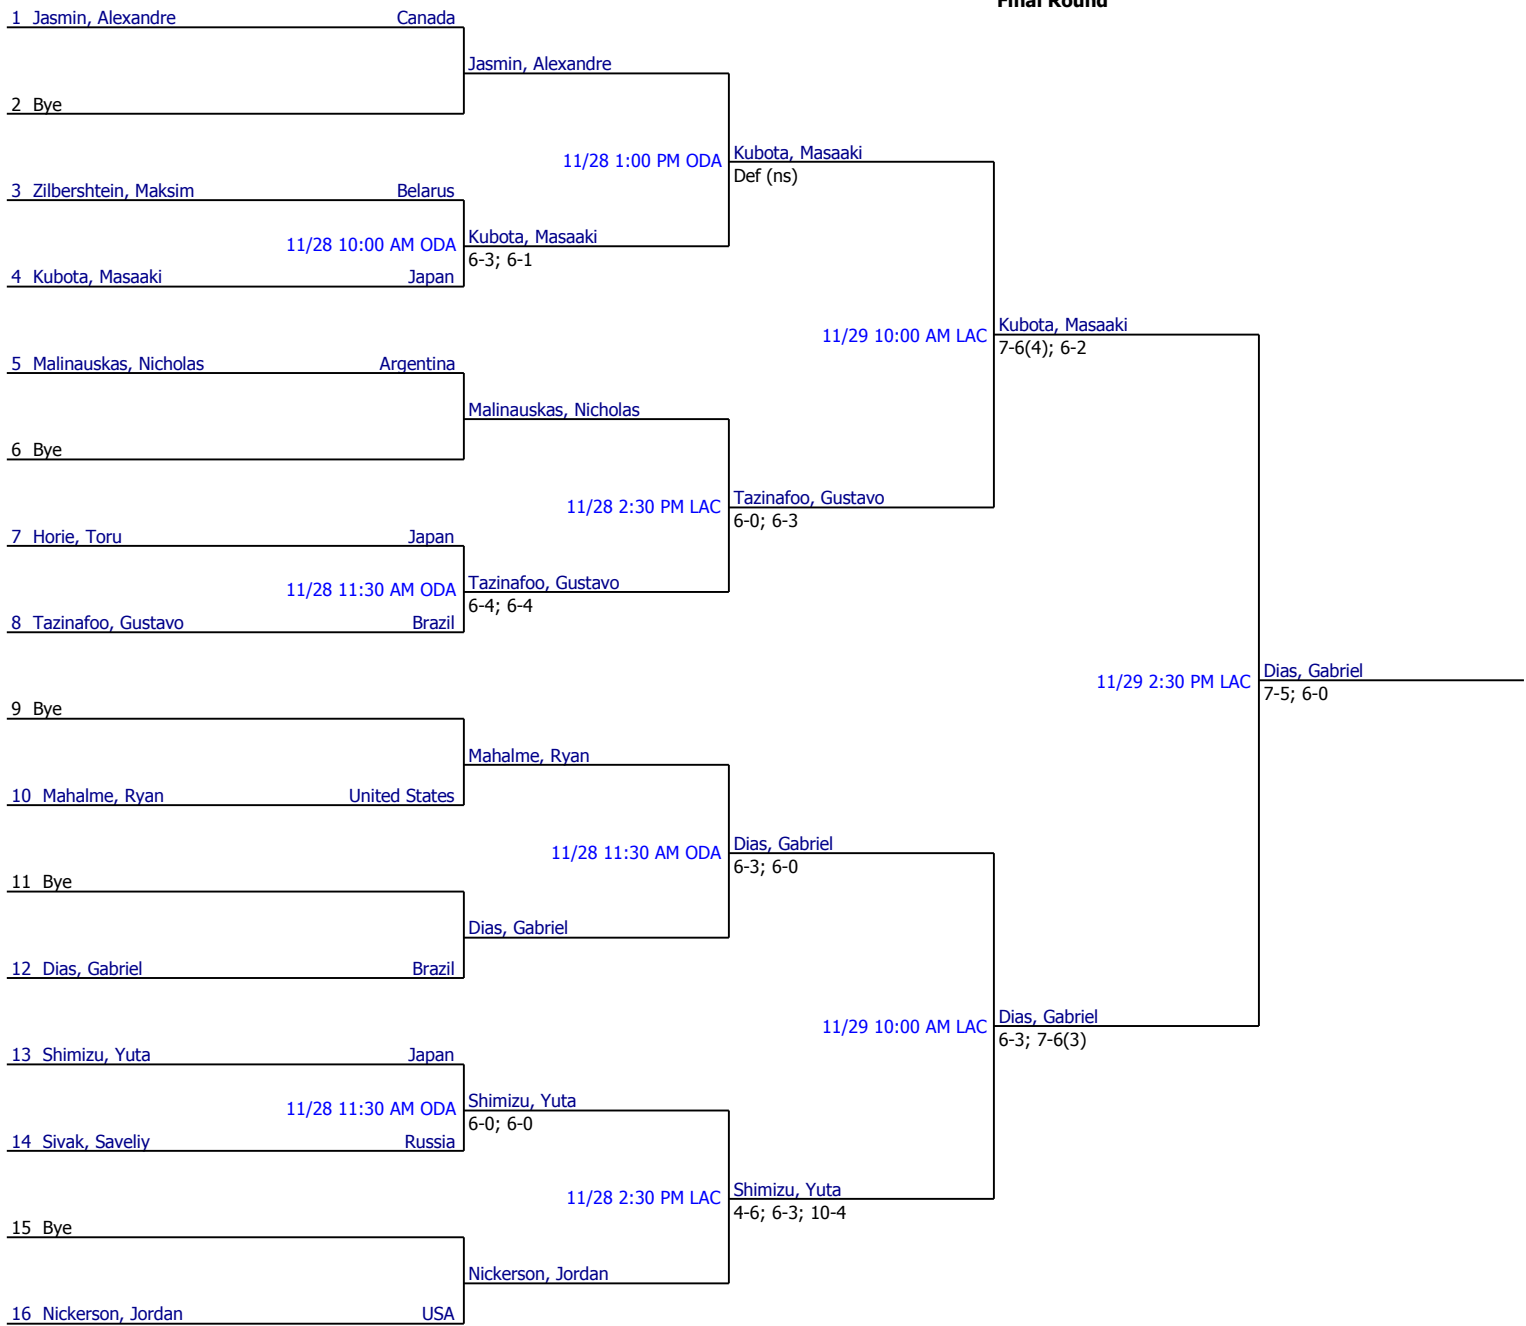 Final Round
1 Jasmin, Alexandre Canada
Jasmin, Alexandre
2 Bye
11/28 1:00 PM ODA
Kubota, Masaaki
Def (ns)
3 Zilbershtein, Maksim Belarus
11/28 10:00 AM ODA
Kubota, Masaaki
6-3; 6-1
4 Kubota, Masaaki Japan
11/29 10:00 AM LAC
Kubota, Masaaki
7-6(4); 6-2
5 Malinauskas, Nicholas Argentina
Malinauskas, Nicholas
6 Bye
11/28 2:30 PM LAC
Tazinafoo, Gustavo
6-0; 6-3
7 Horie, Toru Japan
11/28 11:30 AM ODA
Tazinafoo, Gustavo
6-4; 6-4
8 Tazinafoo, Gustavo Brazil
11/29 2:30 PM LAC
Dias, Gabriel
7-5; 6-0
9 Bye
Mahalme, Ryan
10 Mahalme, Ryan United States
11/28 11:30 AM ODA
Dias, Gabriel
6-3; 6-0
11 Bye
Dias, Gabriel
12 Dias, Gabriel Brazil
11/29 10:00 AM LAC
Dias, Gabriel
6-3; 7-6(3)
13 Shimizu, Yuta Japan
11/28 11:30 AM ODA
Shimizu, Yuta
6-0; 6-0
14 Sivak, Saveliy Russia
11/28 2:30 PM LAC
Shimizu, Yuta
4-6; 6-3; 10-4
15 Bye
Nickerson, Jordan
16 Nickerson, Jordan USA